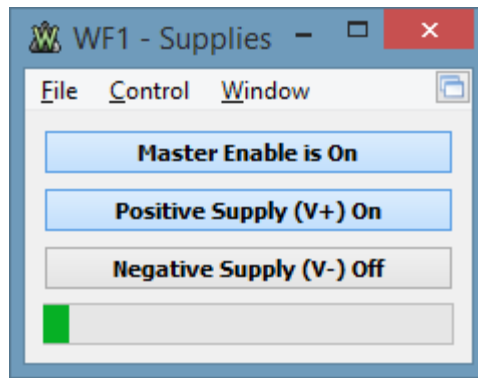 WF1 - Supplies
File Control Window
Master Enable is On
Positive Supply (V+) On
Negative Supply (V-) Off